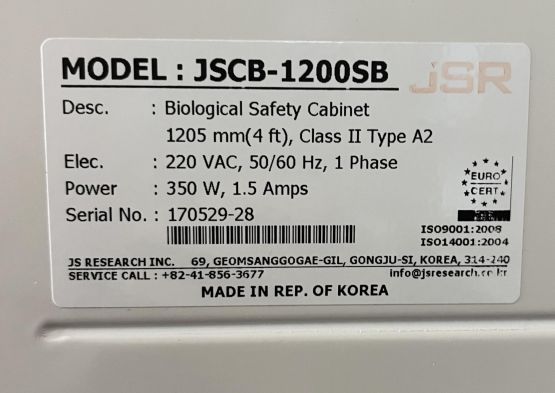 MODEL : JSCB-1200SB JSR
Desc. : Biological Safety Cabinet
1205 mm(4 ft), Class II Type A2
Elec. : 220 VAC, 50/60 Hz, 1 Phase
Power : 350 W, 1.5 Amps
EURO
CERT
Serial No. : 170529-28
ISO9001:2008
ISO14001:2004
JS RESEARCH INC. 69, GEOMSANGGOGAE-GIL, GONGJU-SI, KOREA, 314-240
SERVICE CALL : +82-41-856-3677 info@jsresearch.co.kr
MADE IN REP. OF KOREA